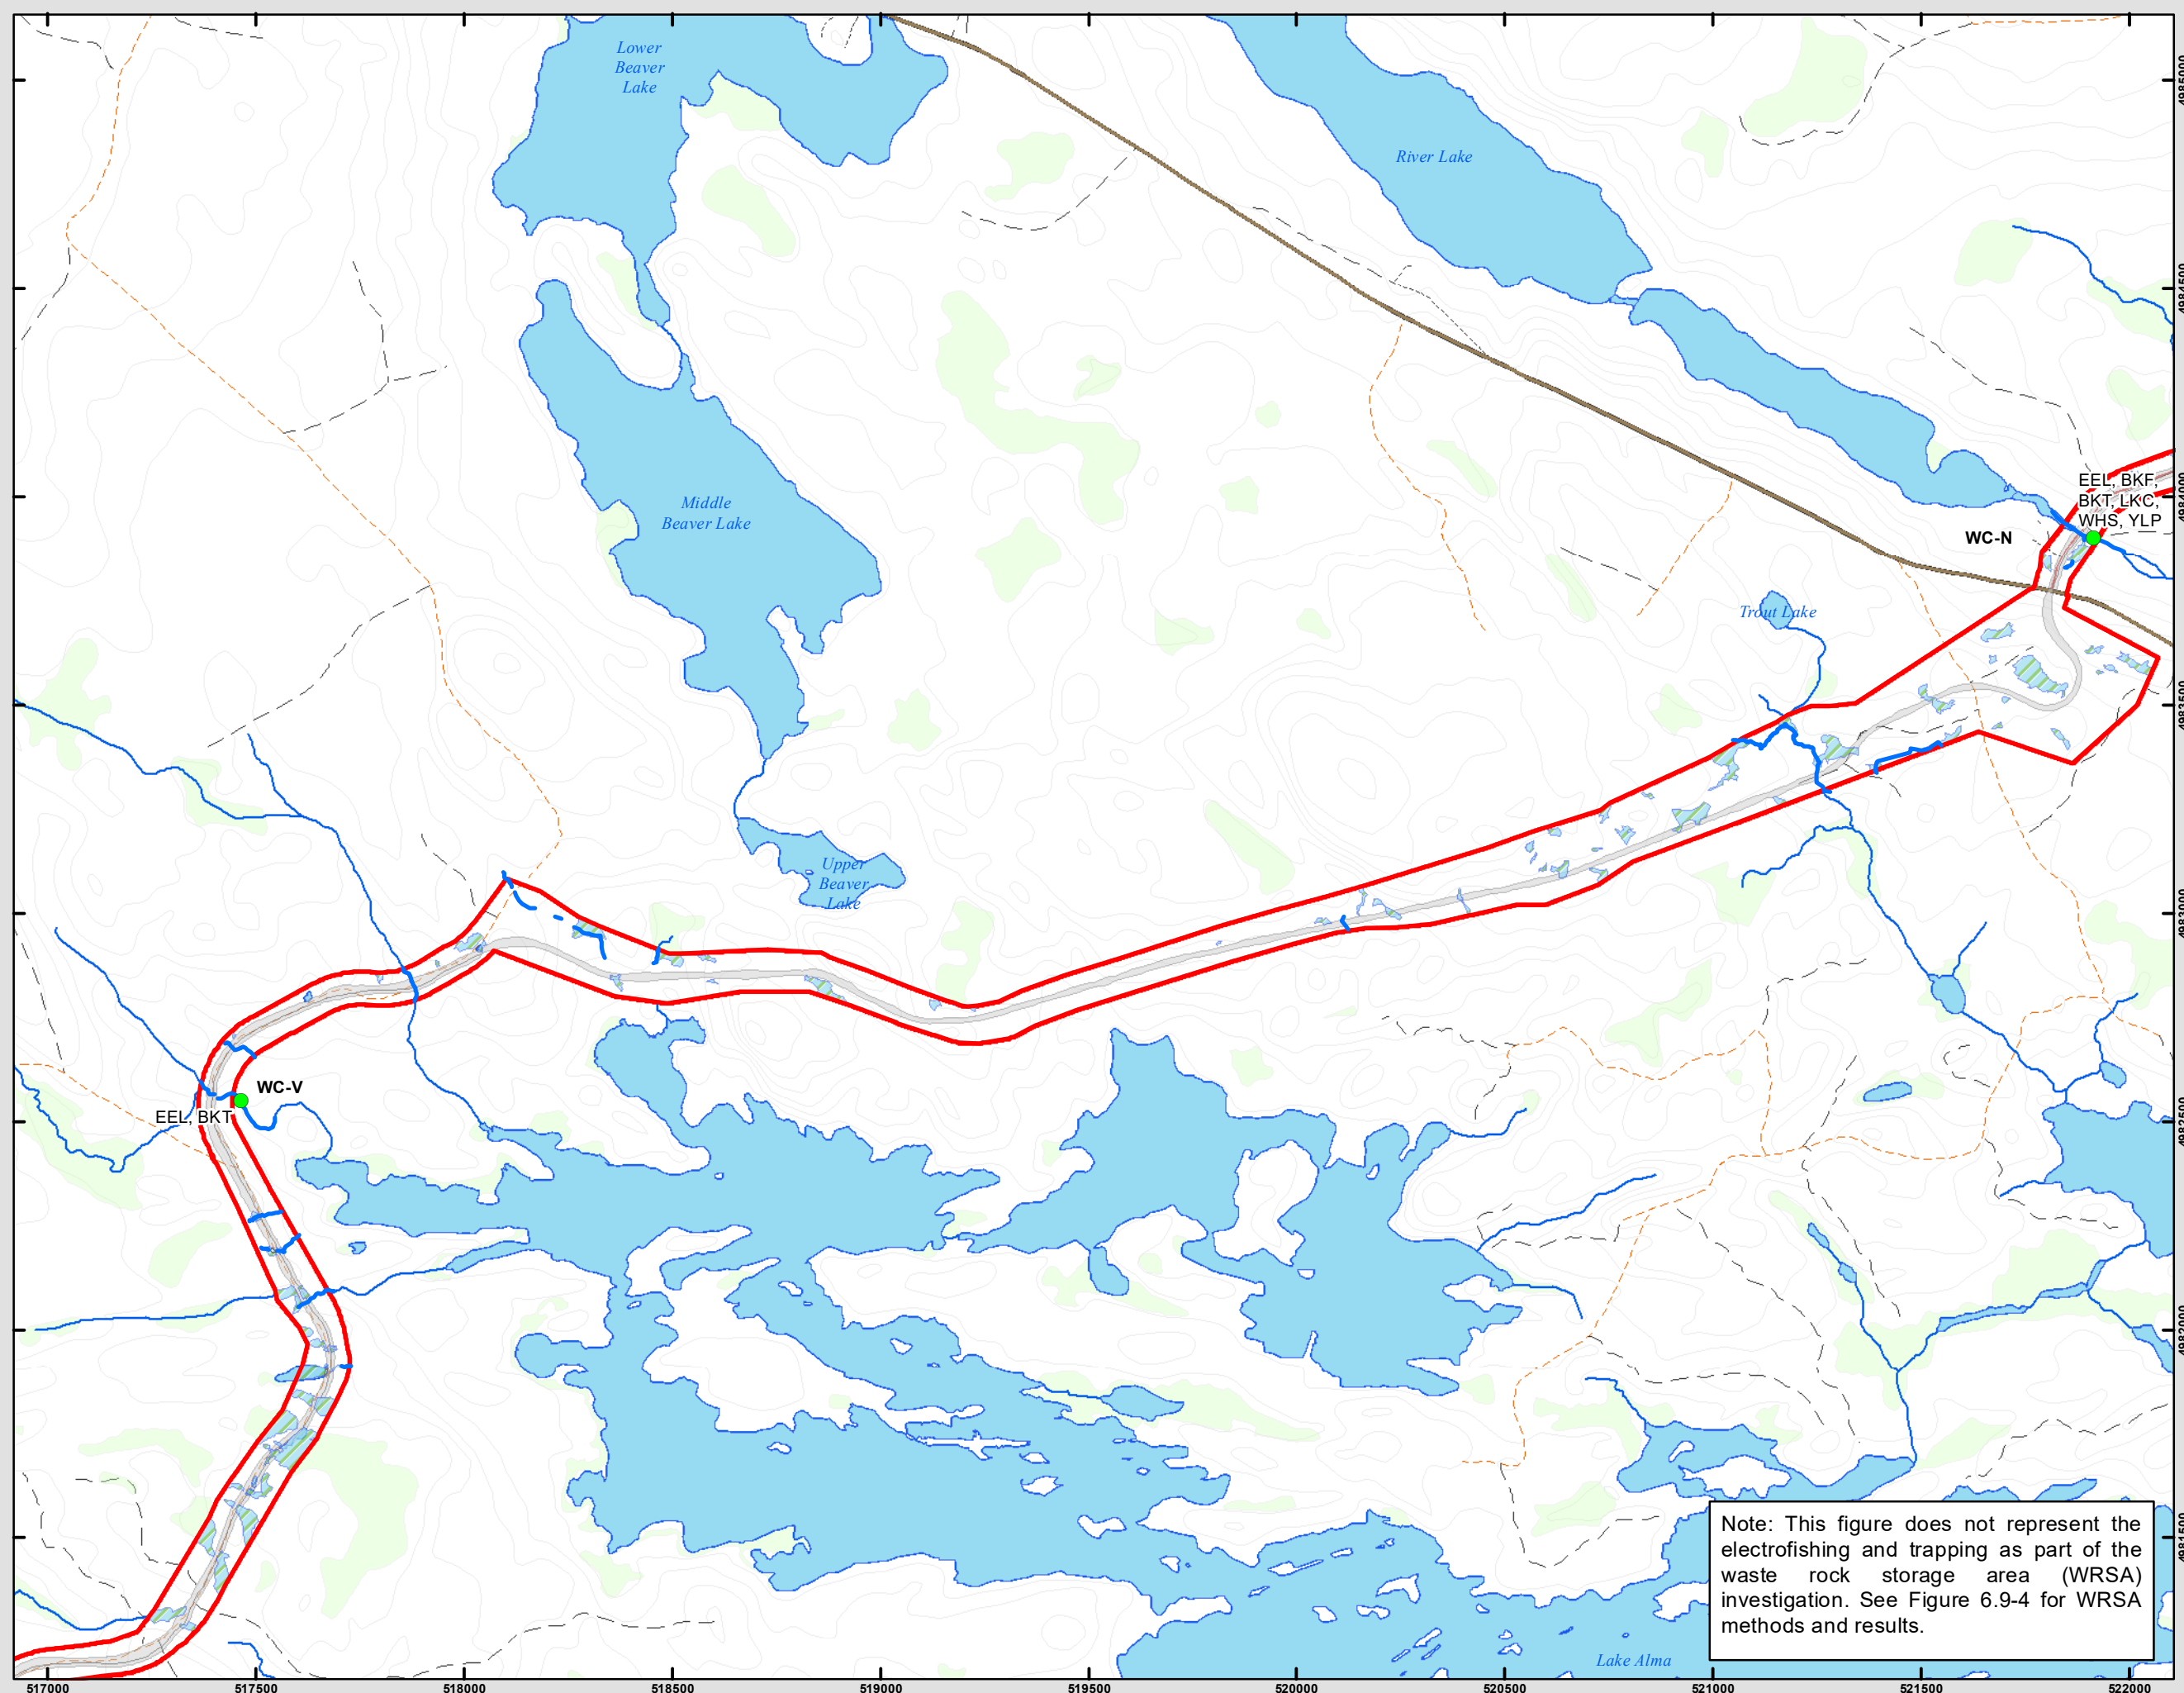 Lower
Beaver
Lake
River Lake
Middle
Beaver Lake
EEL, BKF,
BKT, LKC,
WHS, YLP
WC-N
Trout Lake
Upper
Beaver
Lake
WC-V
EEL, BKT
Note: This figure does not represent the
electrofishing and trapping as part of the
waste rock storage area (WRSA)
investigation. See Figure 6.9-4 for WRSA
methods and results.
Lake Alma
517000 517500 518000 518500 519000 519500 520000 520500 521000 521500 522000